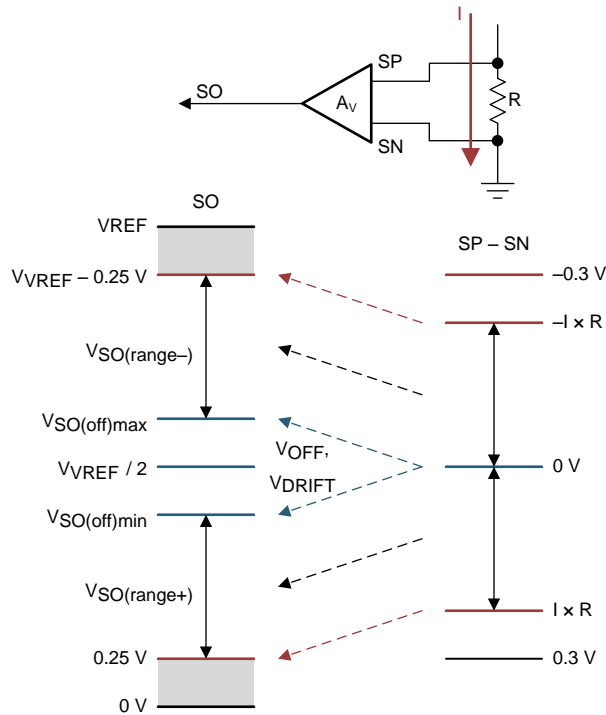 I
SP
SO
AV
R
SN
SO
VREF
SP – SN
VVREF – 0.25 V
–0.3 V
–I × R
VSO(range–)
VSO(off)max
VOFF,
VVREF / 2
0 V
VDRIFT
VSO(off)min
VSO(range+)
I × R
0.25 V
0.3 V
0 V